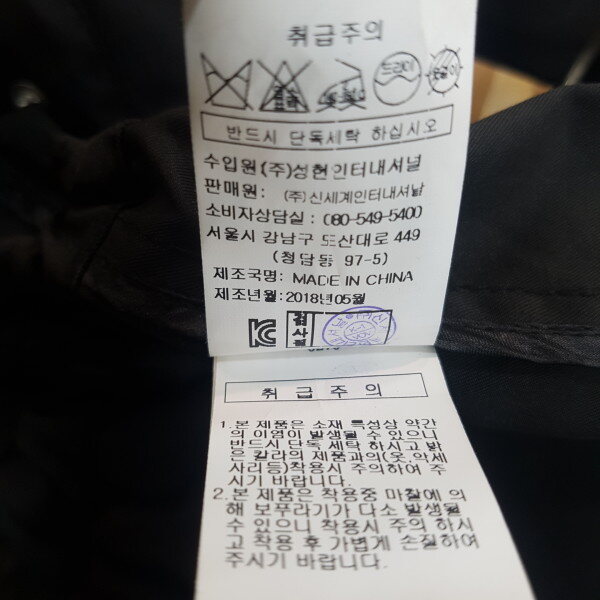 취급주의
드라이
반드시 단독세탁 하십시오
수입원 (주)성현인터내셔널
판매원: (주)신세계인터내셔날
소비자상담실 : 080-549-5400
서울시 강남구 도산대로 449
(청담동 97-5)
제조국명: MADE IN CHINA
제조년월: 2018년05월
검사필
취급주의
1.본 제품은 소재 특성상 약간
의 이염이 발생될 수 있으니
반드시 단독 세탁 하시고 밝
은 칼라의 제품과의(옷,악세
사리등)착용시 주의하여 주
시기 바랍니다.
2.본 제품은 착용중 마찰에 의
해 보푸라기가 다소 발생될
수 있으니 착용시 주의 하시
고 착용 후 가볍게 손질하여
주시기 바랍니다.